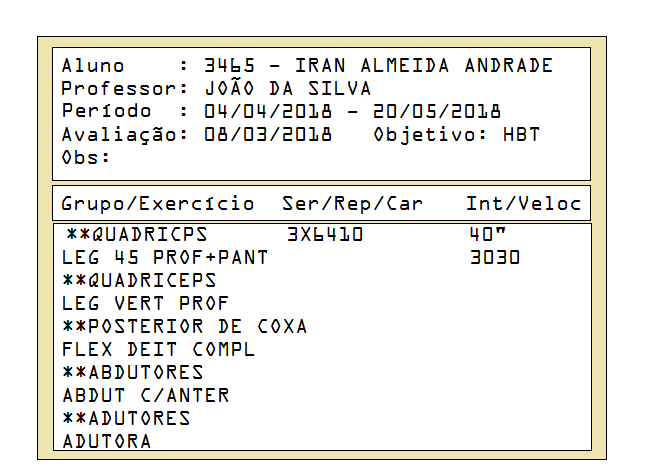 Aluno : 3465 - IRAN ALMEIDA ANDRADE
Professor: JOÃO DA SILVA
Período : 04/04/2018 - 20/05/2018
Avaliação: 08/03/2018 Objetivo: HBT
Obs:
Grupo/Exercício Ser/Rep/Car Int/Veloc
**QUADRICPS 3X6410 40"
LEG 45 PROF+PANT 3030
**QUADRICEPS
LEG VERT PROF
**POSTERIOR DE COXA
FLEX DEIT COMPL
**ABDUTORES
ABDUT C/ANTER
**ADUTORES
ADUTORA